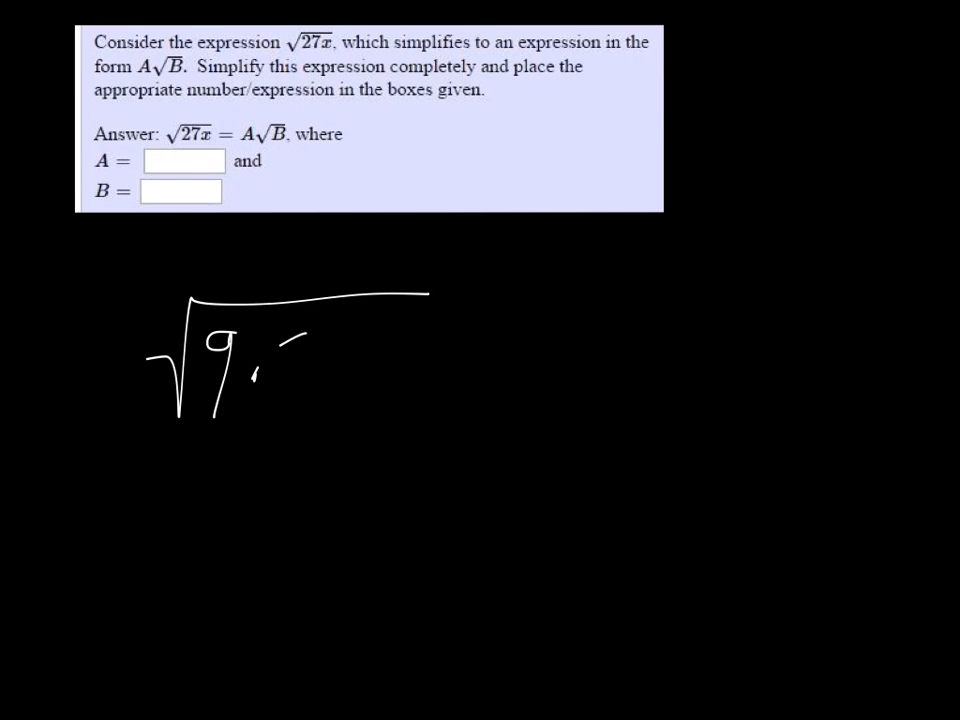 Consider the expression √27x, which simplifies to an expression in the
form A√B. Simplify this expression completely and place the
appropriate number/expression in the boxes given.
Answer: √27x = A√B, where
A = and
B =
√9.